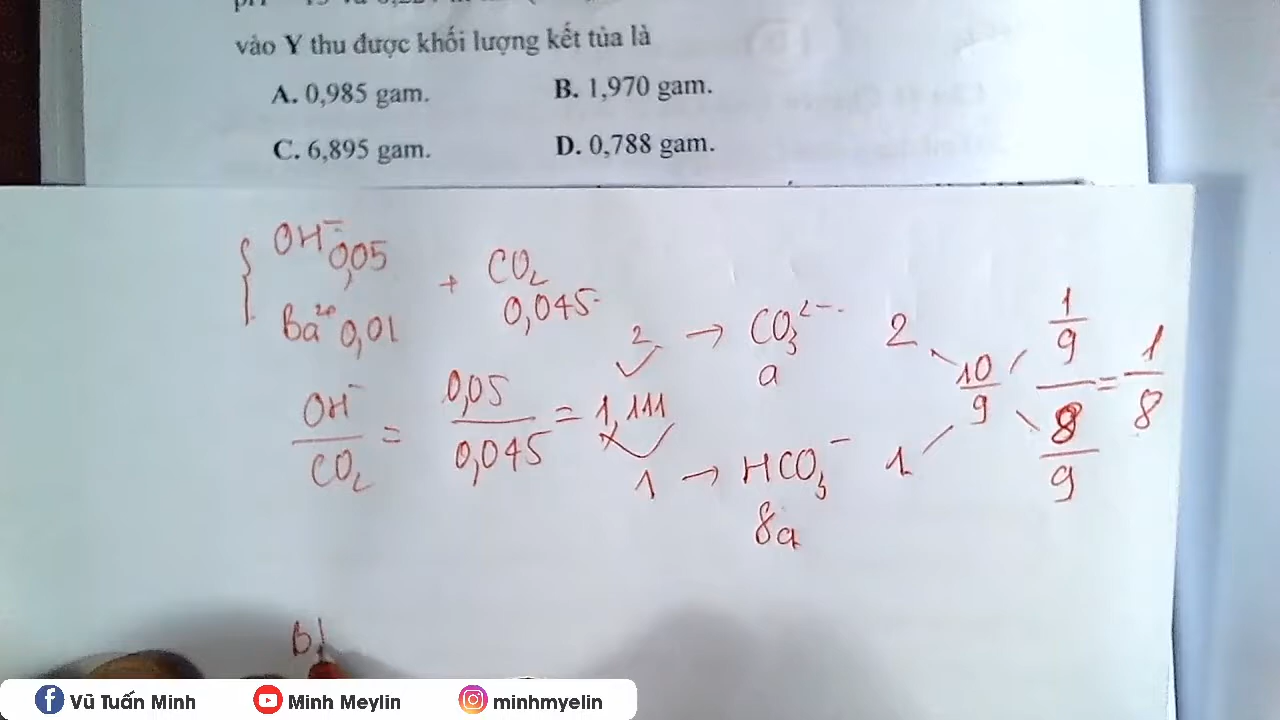 vào Y thu được khối lượng kết tủa là
A. 0,985 gam. B. 1,970 gam.
C. 6,895 gam. D. 0,788 gam.
OH⁻ 0,05
Ba²⁺ 0,01
+ CO₂
0,045
OH⁻/CO₂ = 0,05/0,045 = 1,111
2 → CO₃²⁻
a
1 → HCO₃⁻
8a
2
1
10/9
1/9
8/9
= 1/8
Vũ Tuấn Minh Minh Meylin minhmyelin